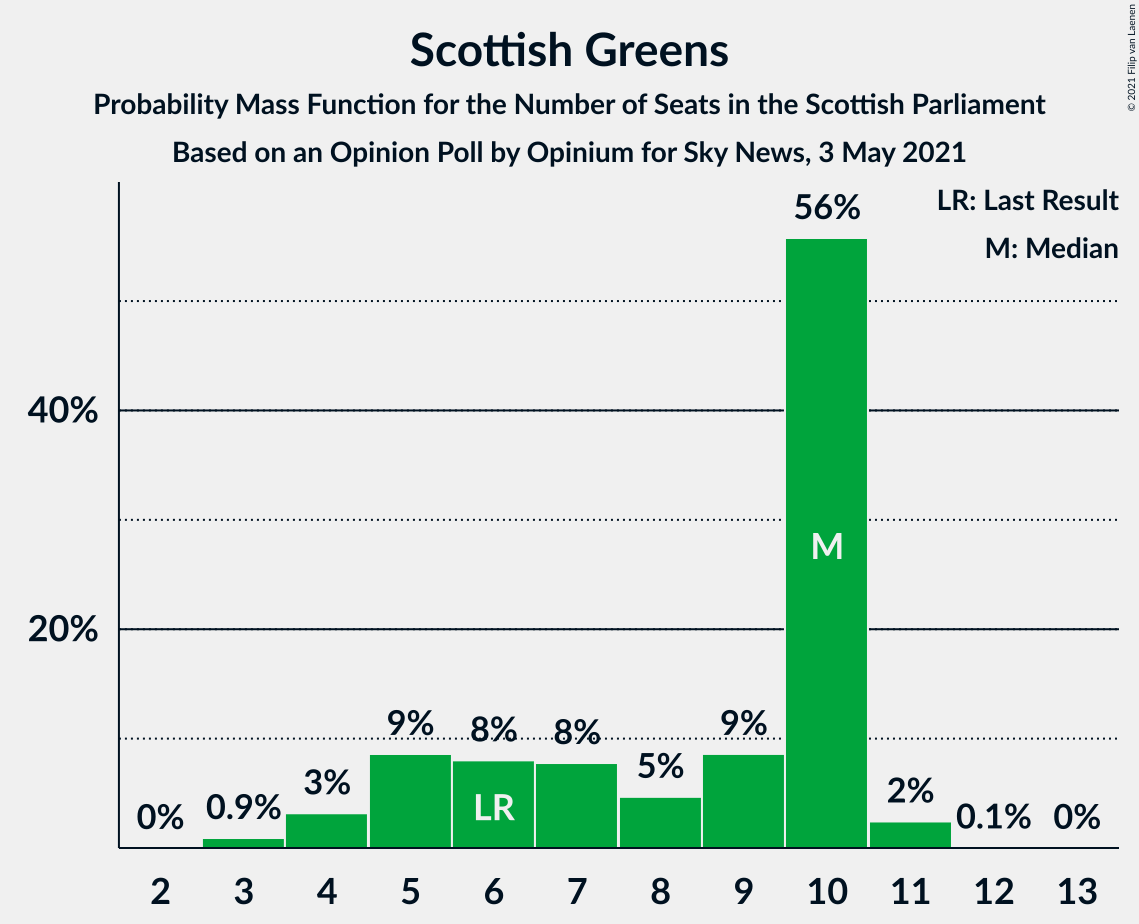 Scottish Greens
Probability Mass Function for the Number of Seats in the Scottish Parliament
Based on an Opinion Poll by Opinium for Sky News, 3 May 2021
© 2021 Filip van Laenen
LR: Last Result
M: Median
56%
40%
20%
0%
0.9%
3%
9%
8%
8%
5%
9%
2%
0.1%
0%
LR
M
2 3 4 5 6 7 8 9 10 11 12 13